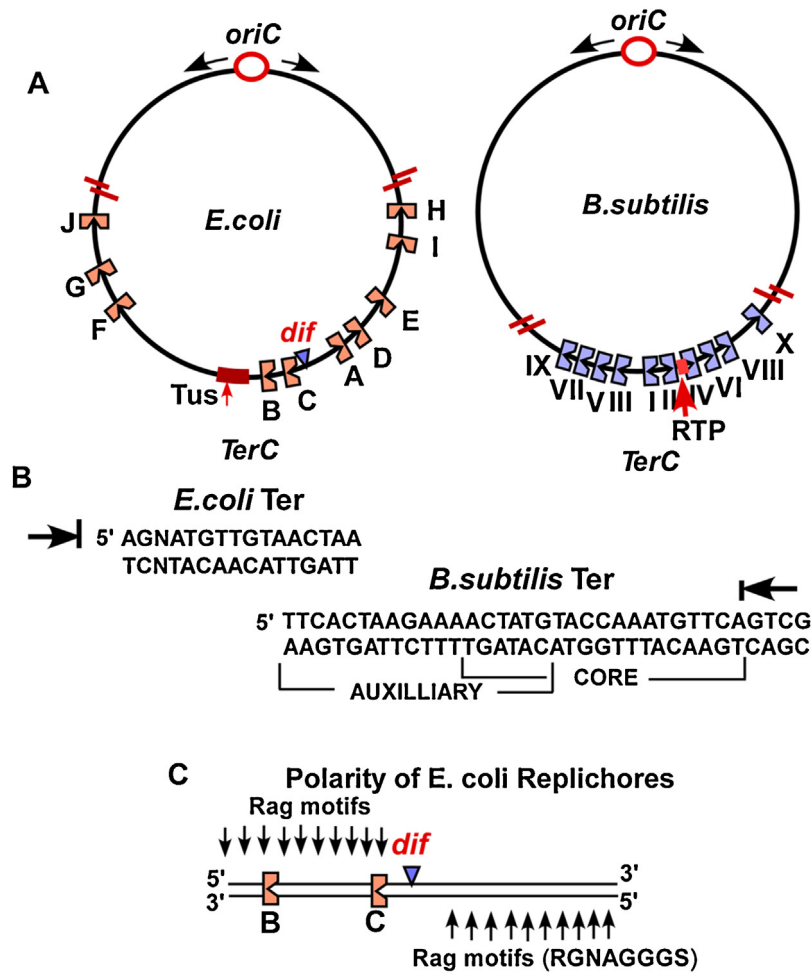 A
oriC
oriC
E.coli
B.subtilis
J
G
F
H
I
E
D
A
dif
C
B
Tus
TerC
IX
VII
V
III
I
II
IV
VI
VIII
X
RTP
TerC
B
E.coli Ter
5' AGNATGTTGTAACTAA
TCNTACAACATTGATT
B.subtilis Ter
5' TTCACTAAGAAAACTATGTACCAAATGTTCAGTCG
AAGTGATTCTTTTGATACATGGTTTACAAGTCAGC
AUXILLIARY
CORE
C
Polarity of E. coli Replichores
Rag motifs
dif
5'
3'
3'
5'
B
C
Rag motifs (RGNAGGGS)